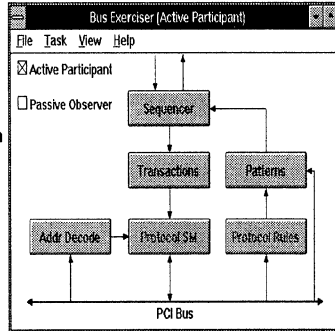 Bus Exerciser (Active Participant)
File Task View Help
Active Participant
Passive Observer
Sequencer
Transactions
Patterns
Addr Decode
Protocol SM
Protocol Rules
PCI Bus